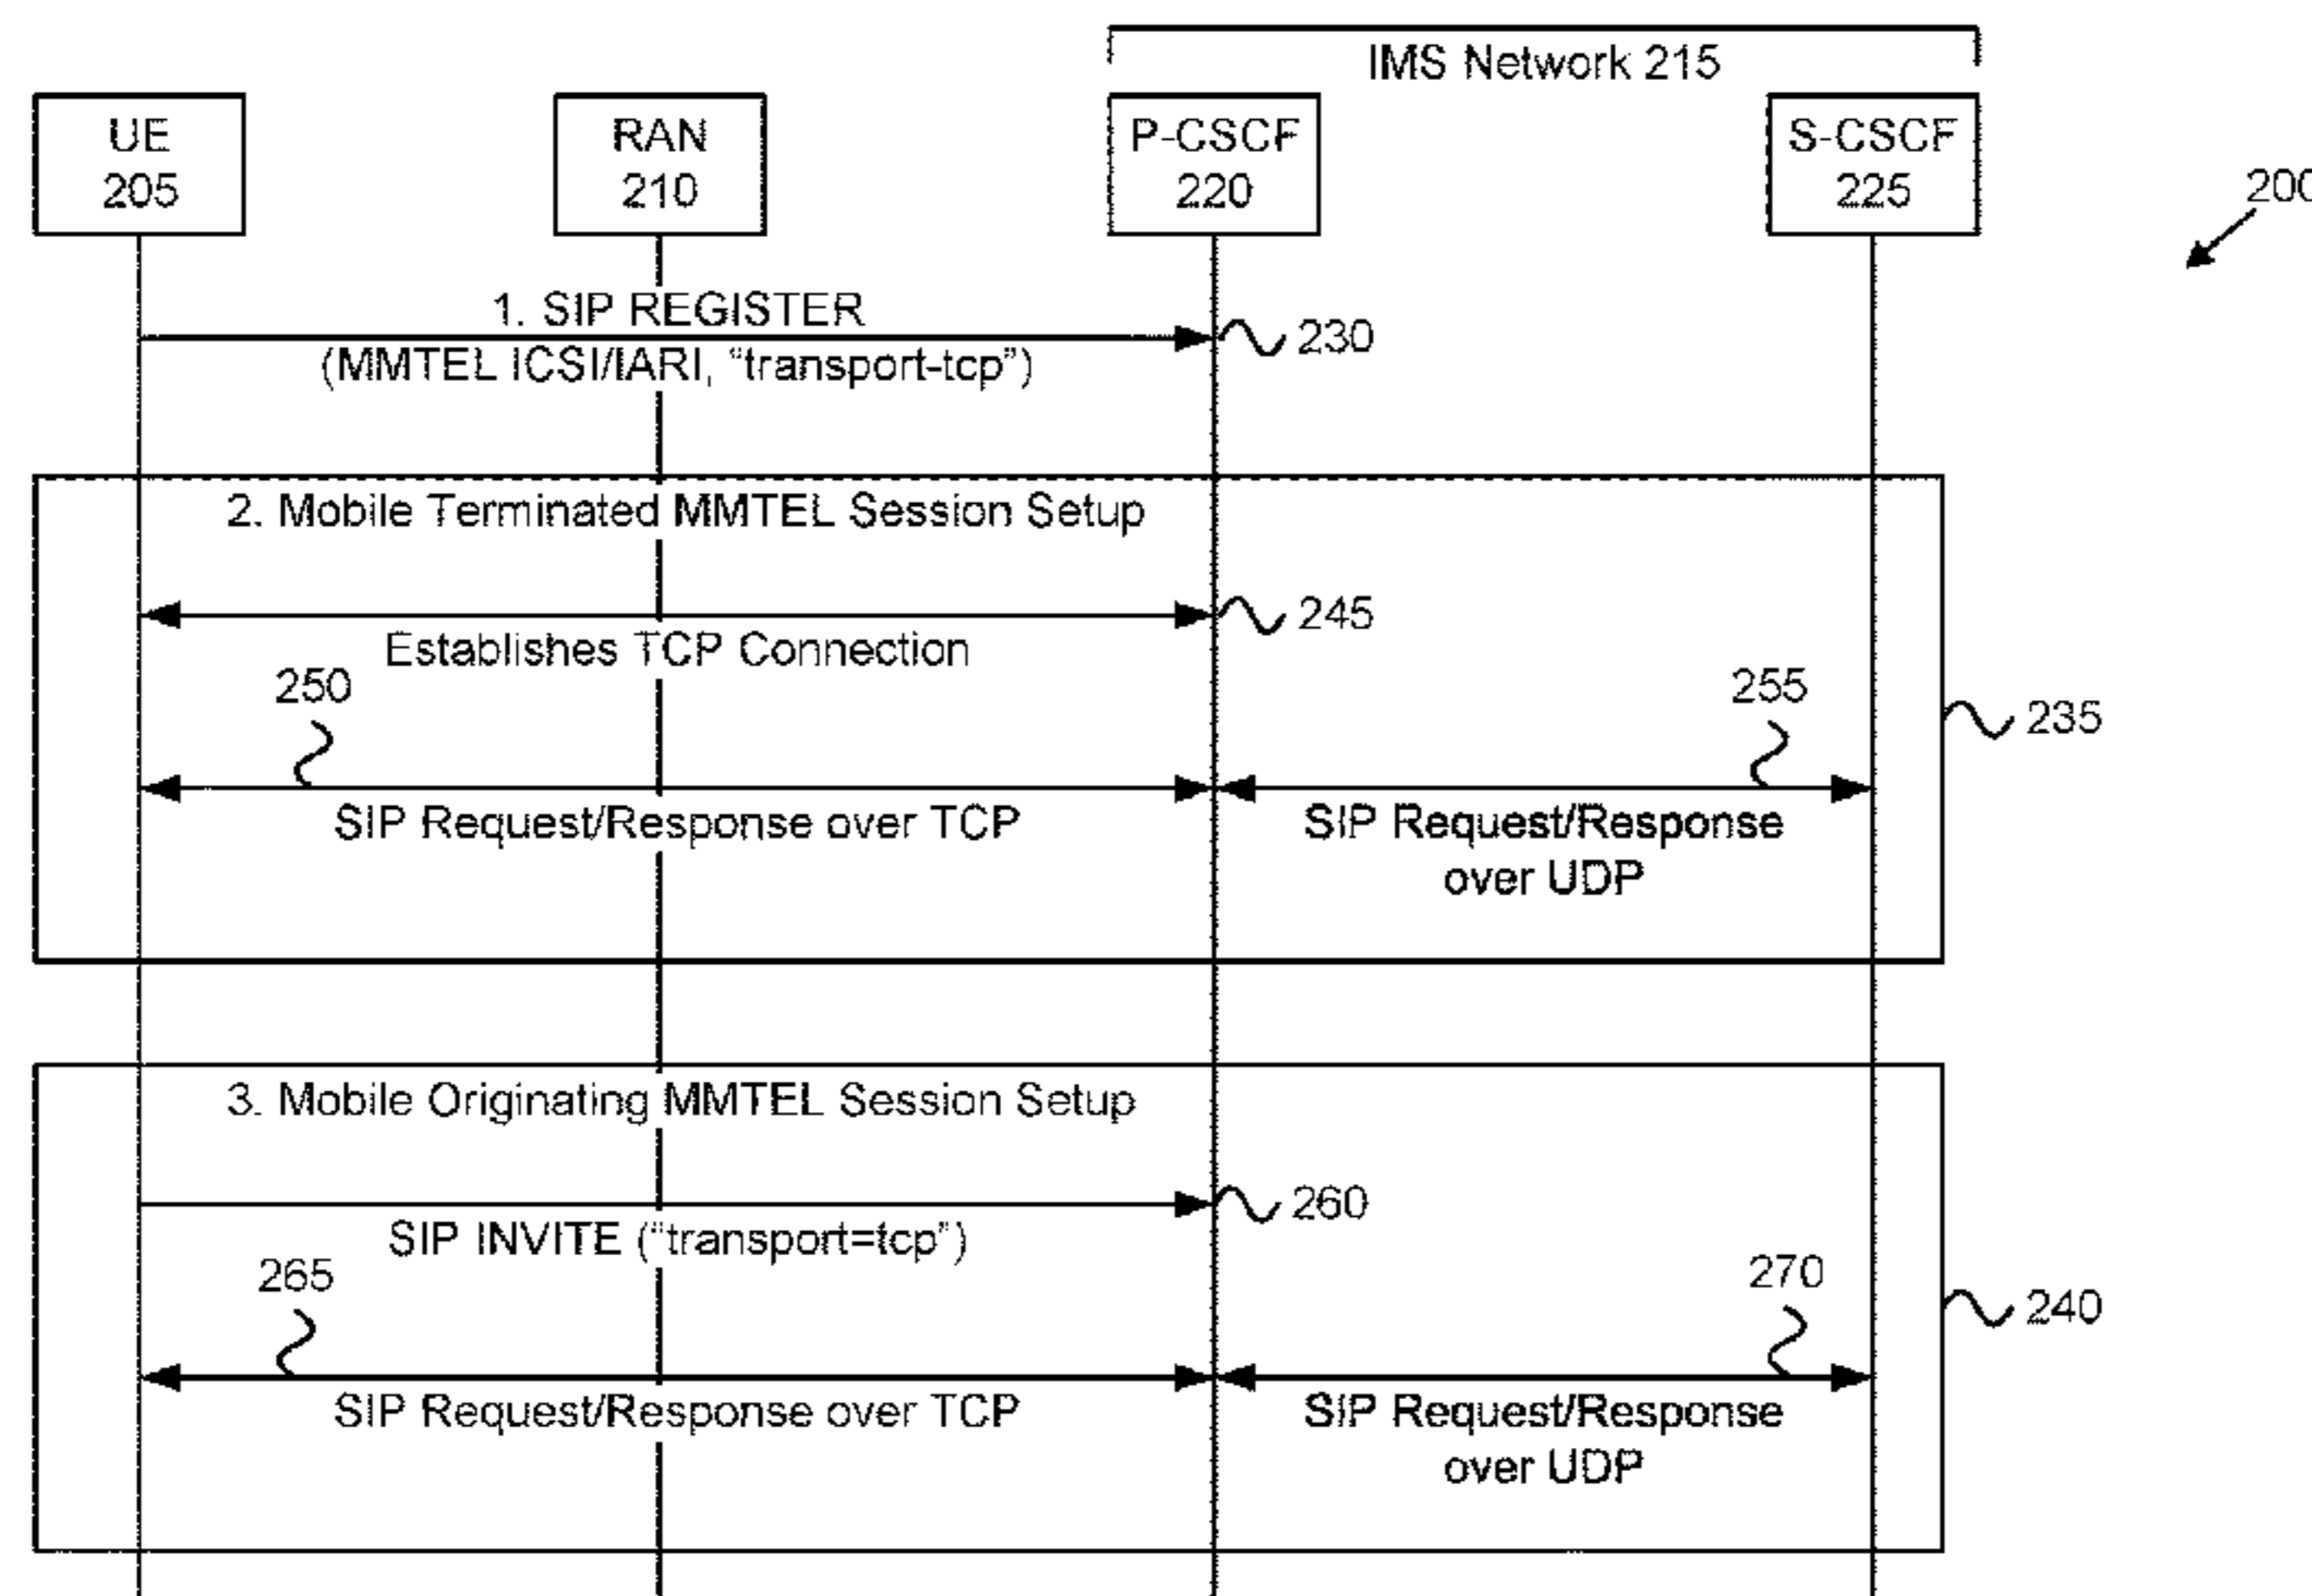 IMS Network 215
UE
205
RAN
210
P-CSCF
220
S-CSCF
225
200
1. SIP REGISTER
230
(MMTEL ICSI/IARI, “transport-tcp”)
2. Mobile Terminated MMTEL Session Setup
245
Establishes TCP Connection
250
255
235
SIP Request/Response over TCP
SIP Request/Response
over UDP
3. Mobile Originating MMTEL Session Setup
260
SIP INVITE (“transport=tcp”)
265
270
240
SIP Request/Response over TCP
SIP Request/Response
over UDP